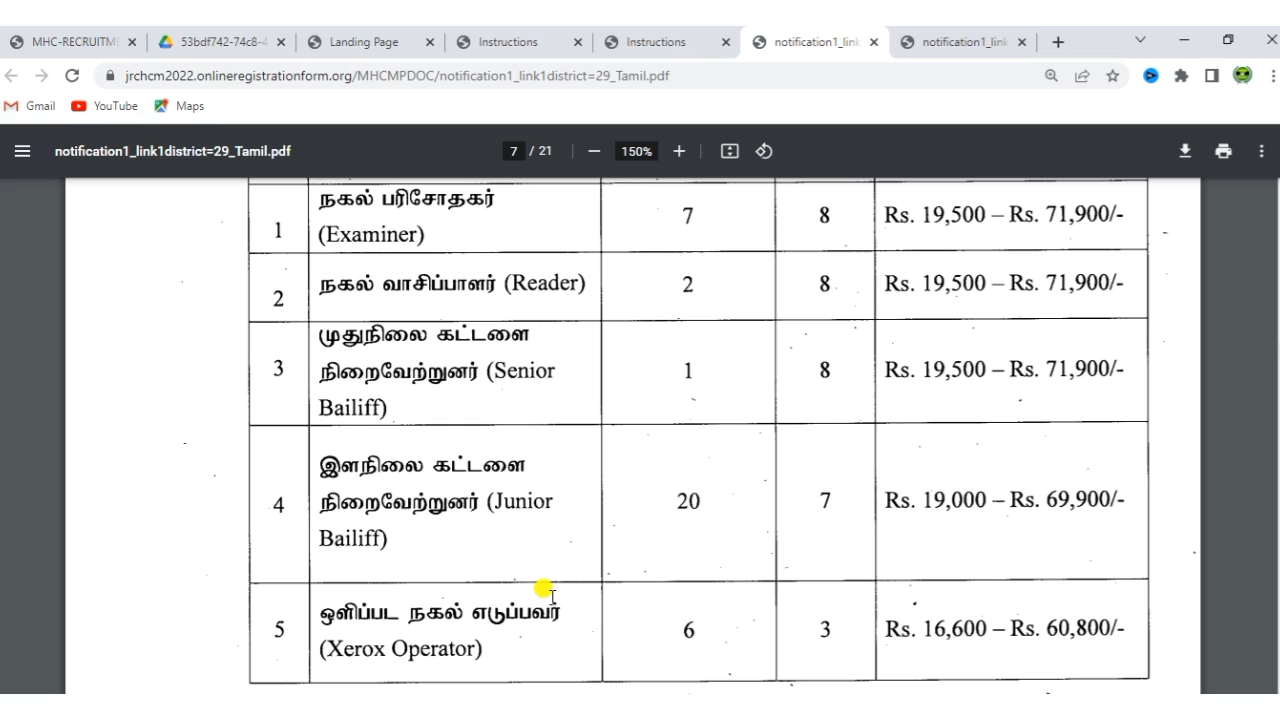 MHC-RECRUITME
53bdf742-74c8-4
Landing Page
Instructions
Instructions
notification1_link
notification1_link
jrchcm2022.onlineregistrationform.org/MHCMPDOC/notification1_link1district=29_Tamil.pdf
Gmail YouTube Maps
notification1_link1district=29_Tamil.pdf 7 / 21 150%
1 நகல் பரிசோதகர் 7 8 Rs. 19,500 – Rs. 71,900/-
(Examiner)
2 நகல் வாசிப்பாளர் (Reader) 2 8 Rs. 19,500 – Rs. 71,900/-
முதுநிலை கட்டளை
3 நிறைவேற்றுனர் (Senior 1 8 Rs. 19,500 – Rs. 71,900/-
Bailiff)
இளநிலை கட்டளை
4 நிறைவேற்றுனர் (Junior 20 7 Rs. 19,000 – Rs. 69,900/-
Bailiff)
5 ஒளிப்பட நகல் எடுப்பவர் 6 3 Rs. 16,600 – Rs. 60,800/-
(Xerox Operator)